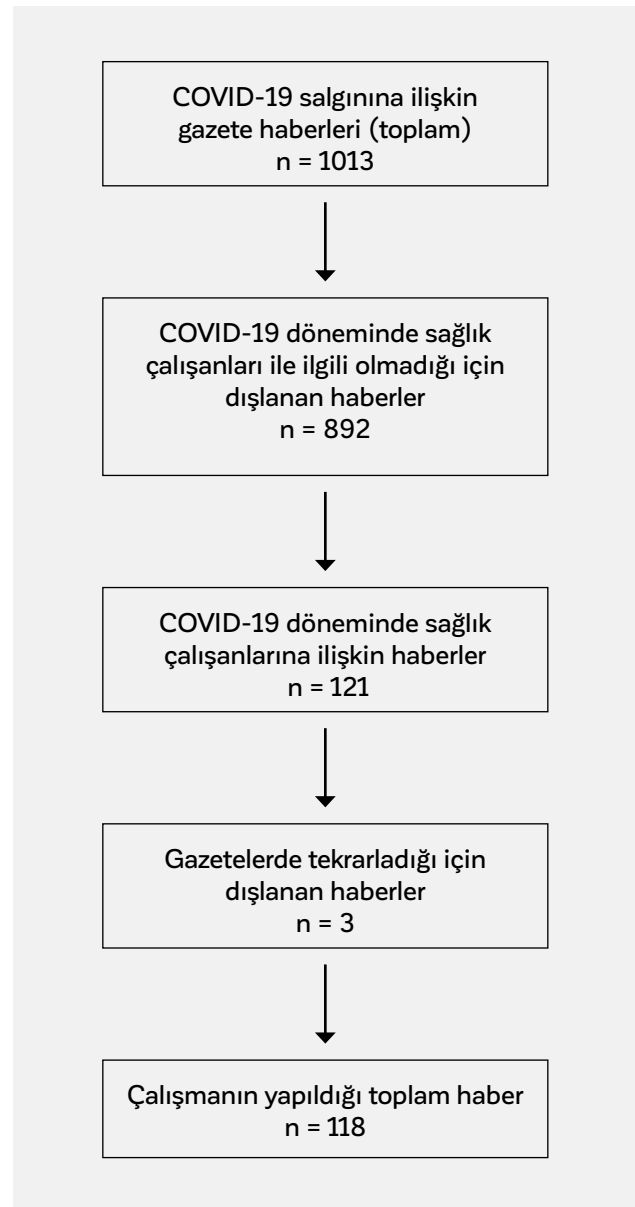 COVID-19 salgınına ilişkin
gazete haberleri (toplam)
n = 1013
COVID-19 döneminde sağlık
çalışanları ile ilgili olmadığı için
dışlanan haberler
n = 892
COVID-19 döneminde sağlık
çalışanlarına ilişkin haberler
n = 121
Gazetelerde tekrarladığı için
dışlanan haberler
n = 3
Çalışmanın yapıldığı toplam haber
n = 118